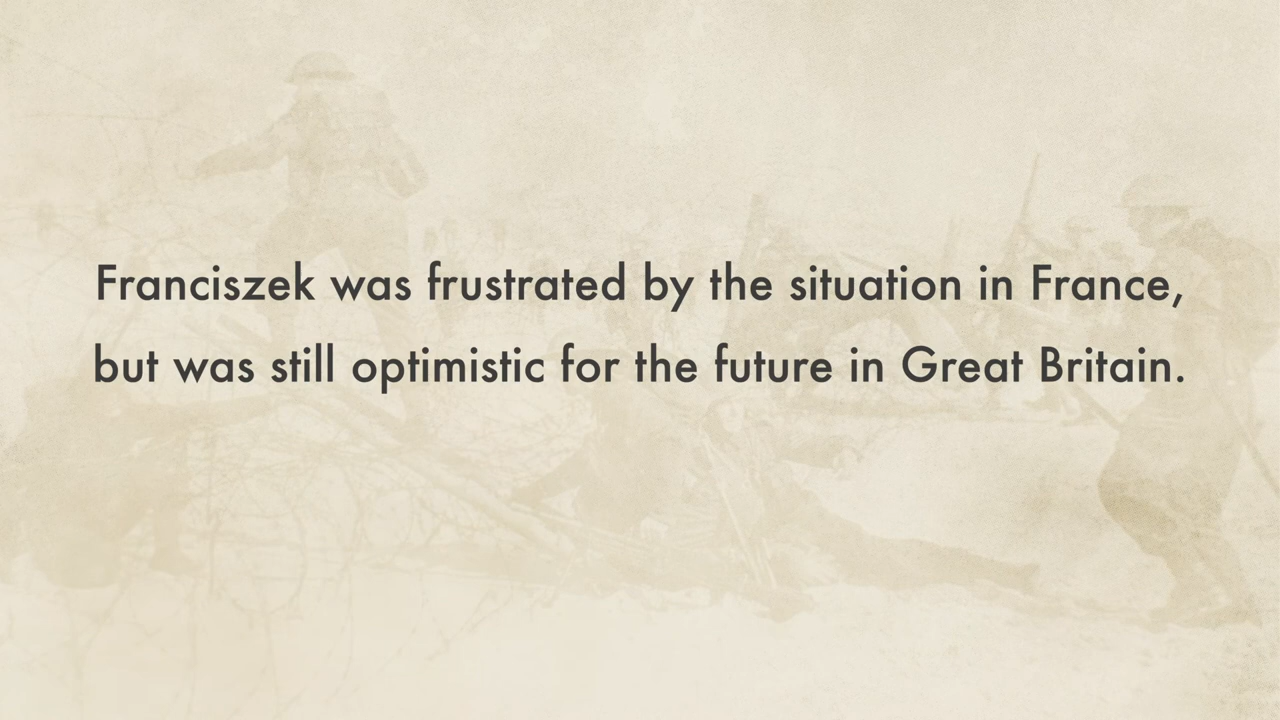 Franciszek was frustrated by the situation in France,
but was still optimistic for the future in Great Britain.